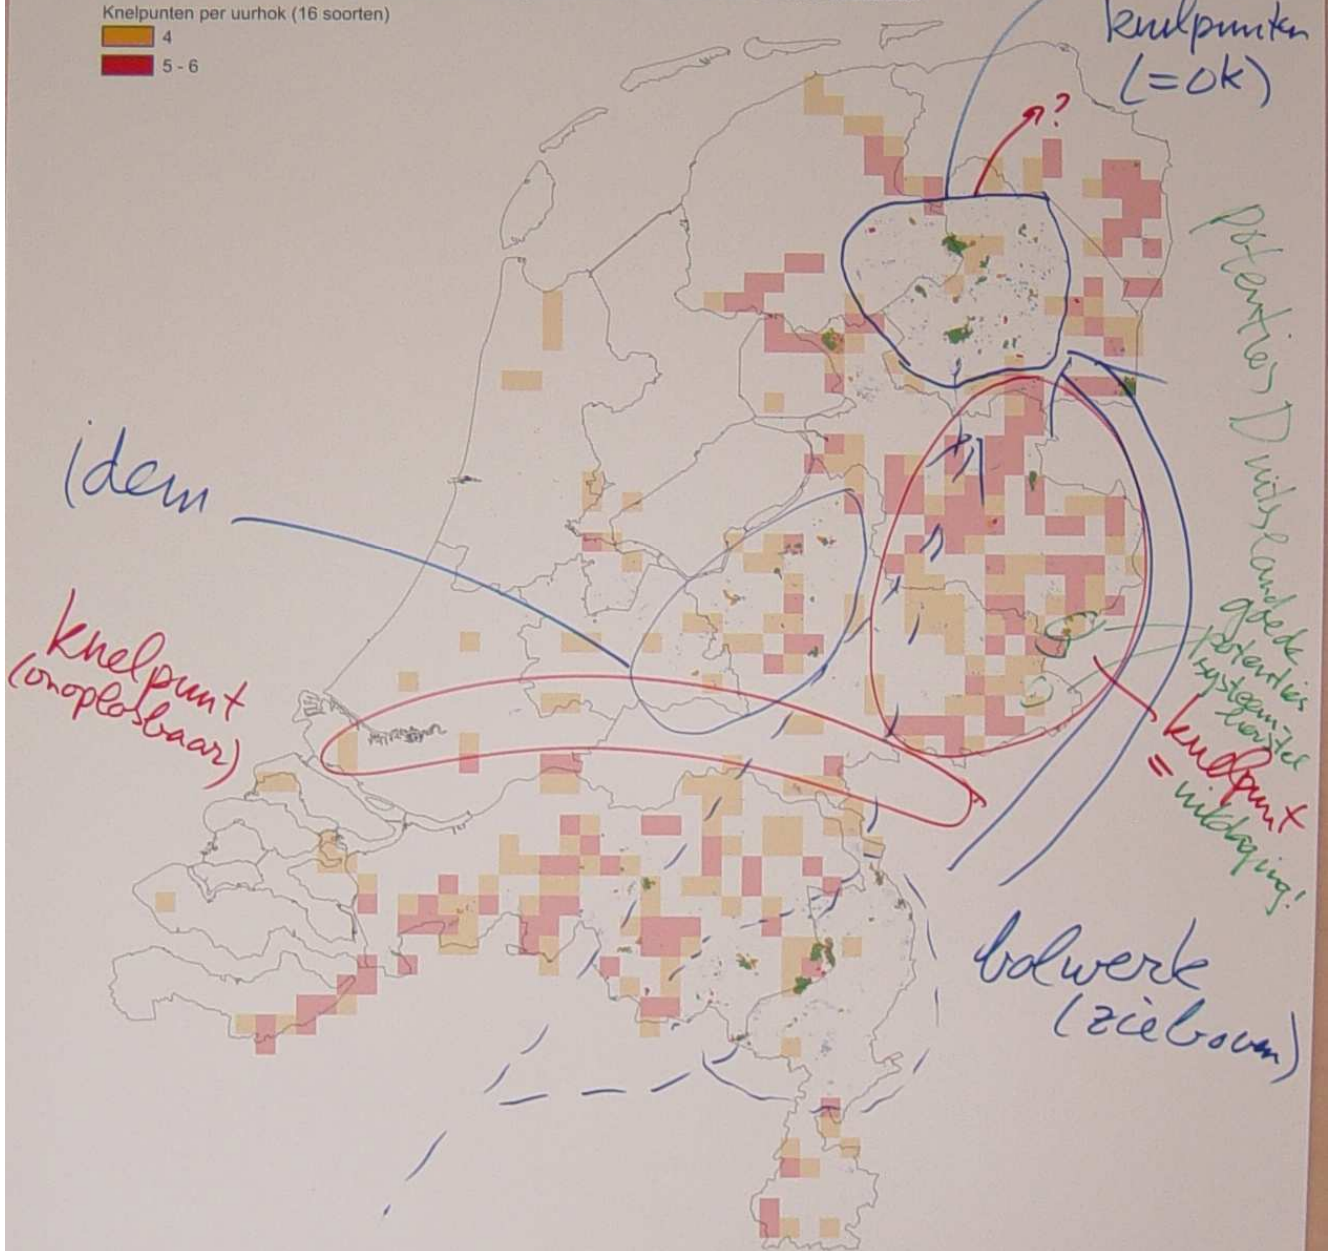 Knelpunten per uurhok (16 soorten)
4
5 - 6
knelpunten
(=ok)
?
idem
knelpunt
(onoplosbaar)
potenties Duitsland
goede
potenties
systeem
knelpunt
= uitdaging!
bolwerk
(zie boven)